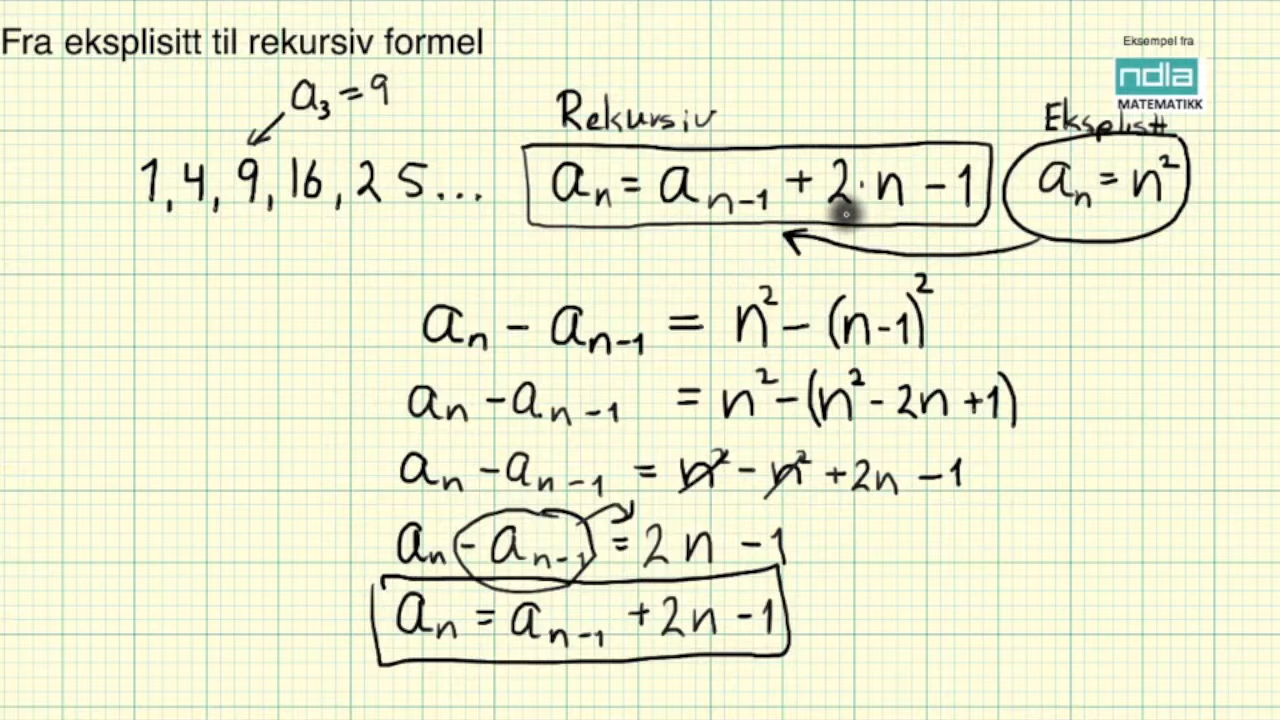 Fra eksplisitt til rekursiv formel
Eksempel fra
ndla
MATEMATIKK
a₃ = 9
Rekursiv
Eksplisitt
1, 4, 9, 16, 25...
aₙ = aₙ₋₁ + 2·n − 1
aₙ = n²
aₙ − aₙ₋₁ = n² − (n−1)²
aₙ − aₙ₋₁ = n² − (n² − 2n + 1)
aₙ − aₙ₋₁ = n² − n² + 2n − 1
aₙ − aₙ₋₁ = 2n − 1
aₙ = aₙ₋₁ + 2n − 1